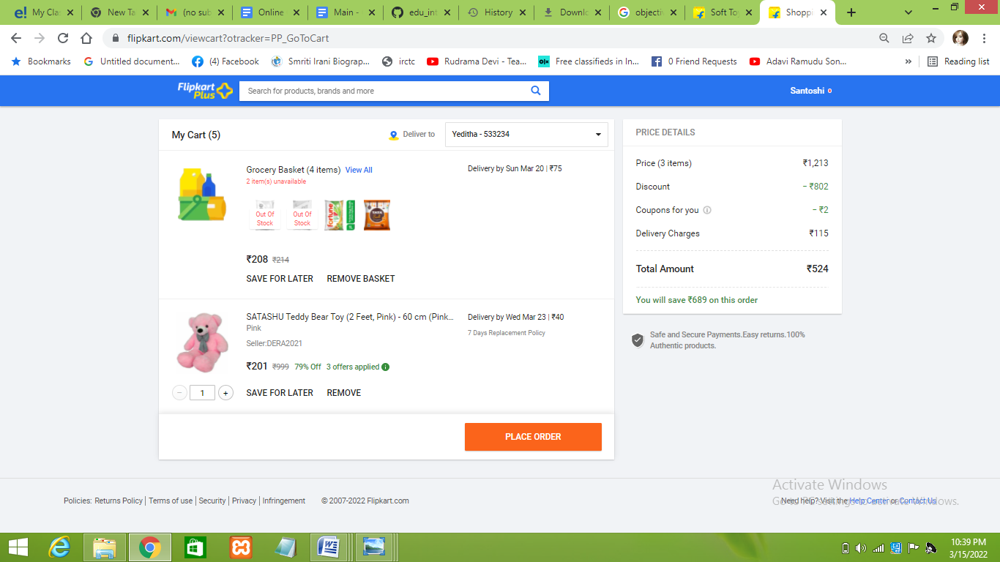 My Cla
New Ta
(no sub
Online
Main -
edu_int
History
Downlo
objectiv
Soft Toy
Shoppi
flipkart.com/viewcart?otracker=PP_GoToCart
Bookmarks
Untitled document...
(4) Facebook
Smriti Irani Biograp...
irctc
Rudrama Devi - Tea...
Free classifieds in In...
0 Friend Requests
Adavi Ramudu Son...
»
Reading list
Flipkart
Plus
Search for products, brands and more
Santoshi
My Cart (5)
Deliver to
Yeditha - 533234
Grocery Basket (4 items) View All
2 item(s) unavailable
Delivery by Sun Mar 20 | ₹75
Out Of
Stock
Out Of
Stock
fortune
TATA
₹208 ₹214
SAVE FOR LATER REMOVE BASKET
SATASHU Teddy Bear Toy (2 Feet, Pink) - 60 cm (Pink...
Pink
Seller:DERA2021
₹201 ₹999 79% Off 3 offers applied
Delivery by Wed Mar 23 | ₹40
7 Days Replacement Policy
− 1 +
SAVE FOR LATER REMOVE
PLACE ORDER
PRICE DETAILS
Price (3 items) ₹1,213
Discount − ₹802
Coupons for you − ₹2
Delivery Charges ₹115
Total Amount ₹524
You will save ₹689 on this order
Safe and Secure Payments.Easy returns.100%
Authentic products.
Policies: Returns Policy | Terms of use | Security | Privacy | Infringement © 2007-2022 Flipkart.com
Need help? Visit the Help Center or Contact Us
Activate Windows
Go to PC settings to activate Windows.
10:39 PM
3/15/2022